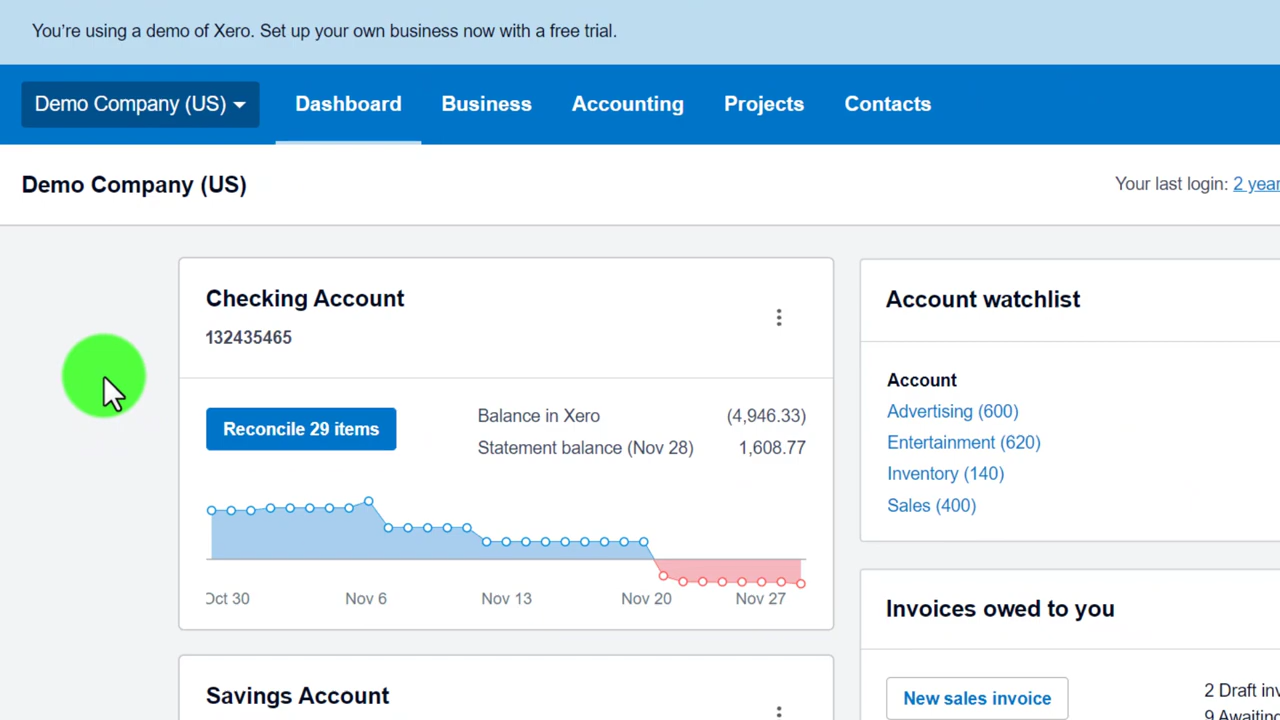 You're using a demo of Xero. Set up your own business now with a free trial.
Demo Company (US)
Dashboard
Business
Accounting
Projects
Contacts
Demo Company (US)
Your last login: 2 year
Checking Account
132435465
Reconcile 29 items
Balance in Xero (4,946.33)
Statement balance (Nov 28) 1,608.77
Oct 30 Nov 6 Nov 13 Nov 20 Nov 27
Savings Account
Account watchlist
Account
Advertising (600)
Entertainment (620)
Inventory (140)
Sales (400)
Invoices owed to you
New sales invoice
2 Draft inv
9 Awaiting